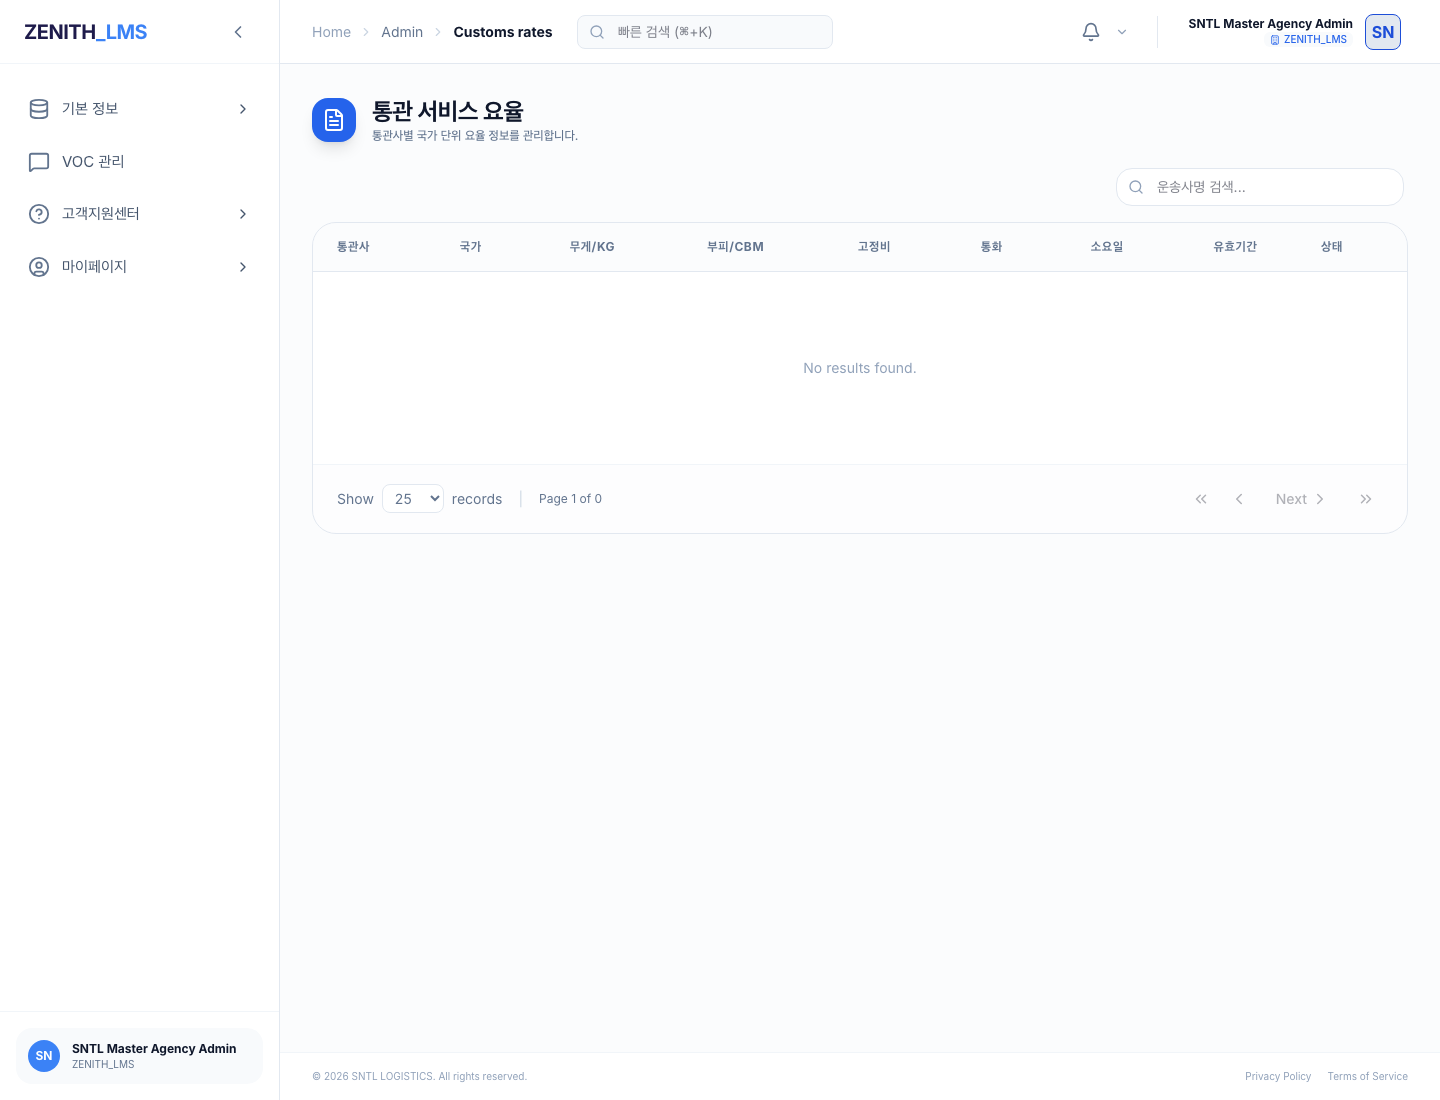 ZENITH_LMS
기본 정보
VOC 관리
고객지원센터
마이페이지
SN
SNTL Master Agency Admin
ZENITH_LMS
Home
Admin
Customs rates
빠른 검색 (⌘+K)
SNTL Master Agency Admin
ZENITH_LMS
SN
통관 서비스 요율
통관사별 국가 단위 요율 정보를 관리합니다.
운송사명 검색...
통관사 국가 무게/KG 부피/CBM 고정비 통화 소요일 유효기간 상태
No results found.
Show 25 records | Page 1 of 0
Next
© 2026 SNTL LOGISTICS. All rights reserved.
Privacy Policy Terms of Service